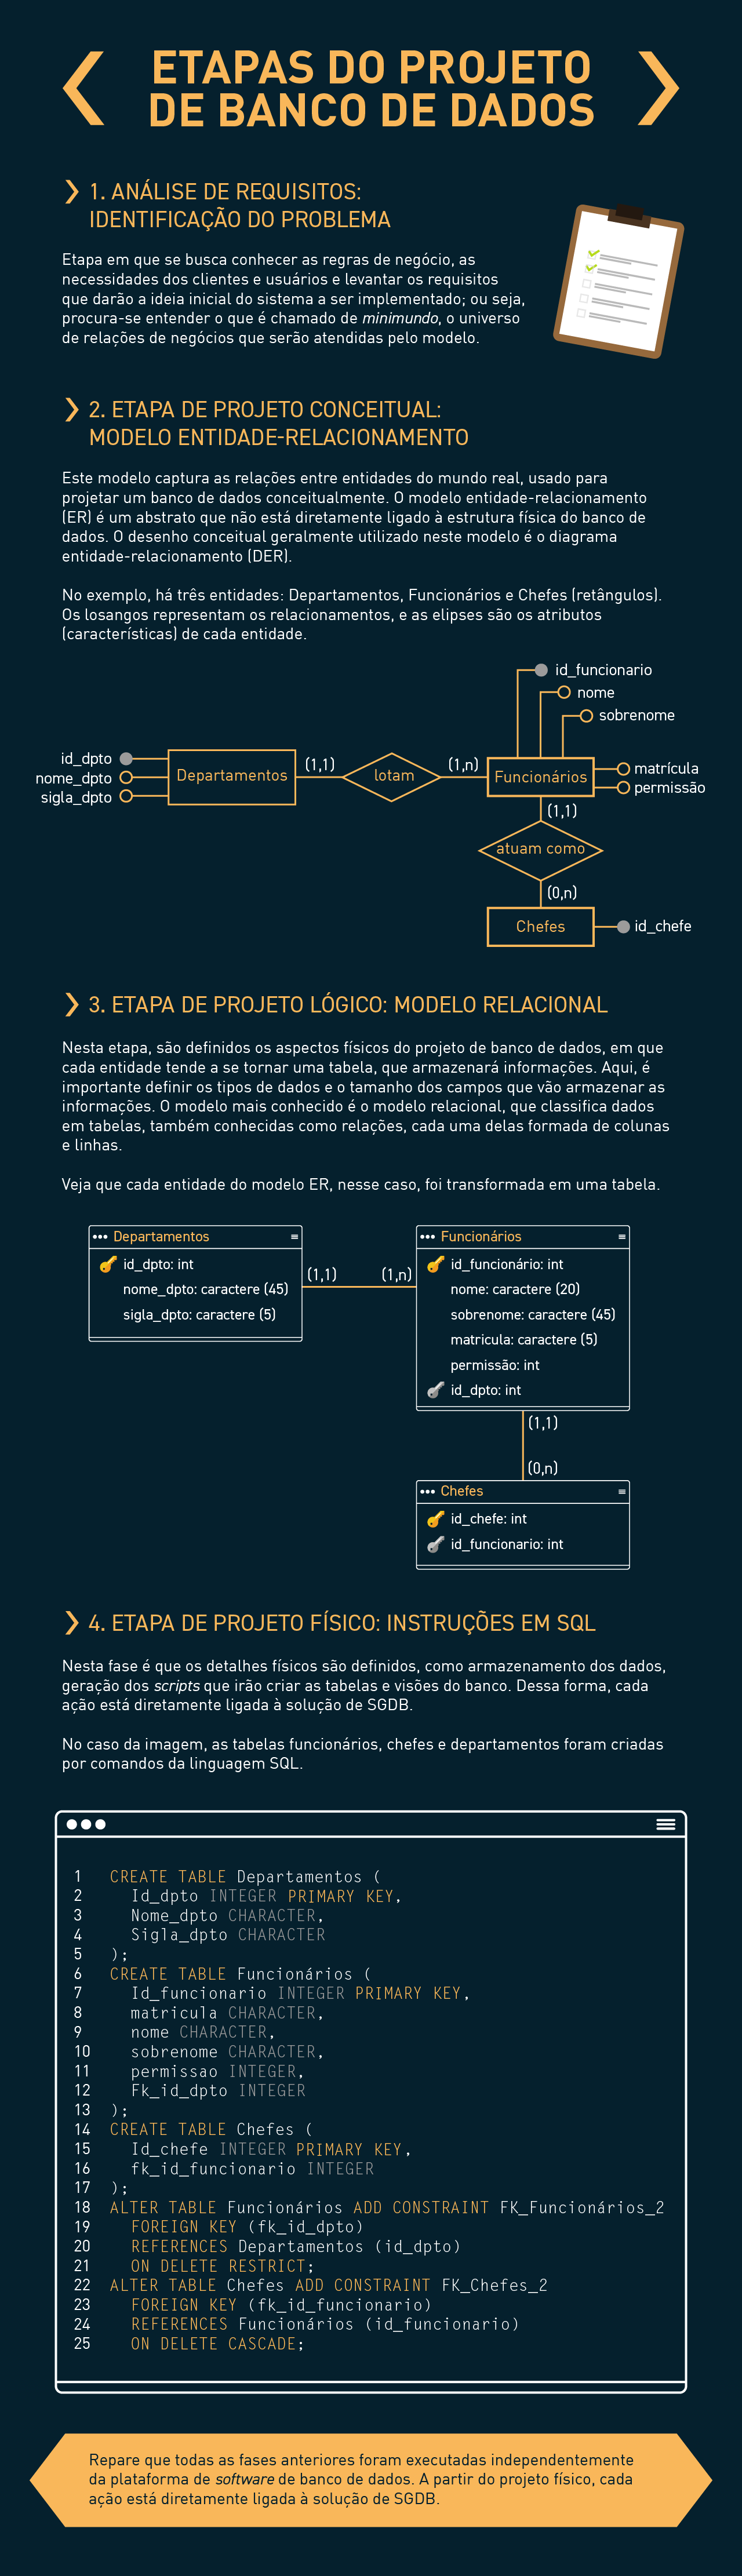 ETAPAS DO PROJETO
DE BANCO DE DADOS
1. ANÁLISE DE REQUISITOS:
IDENTIFICAÇÃO DO PROBLEMA
Etapa em que se busca conhecer as regras de negócio, as
necessidades dos clientes e usuários e levantar os requisitos
que darão a ideia inicial do sistema a ser implementado; ou seja,
procura-se entender o que é chamado de minimundo, o universo
de relações de negócios que serão atendidas pelo modelo.
2. ETAPA DE PROJETO CONCEITUAL:
MODELO ENTIDADE-RELACIONAMENTO
Este modelo captura as relações entre entidades do mundo real, usado para
projetar um banco de dados conceitualmente. O modelo entidade-relacionamento
(ER) é um abstrato que não está diretamente ligado à estrutura física do banco de
dados. O desenho conceitual geralmente utilizado neste modelo é o diagrama
entidade-relacionamento (DER).
No exemplo, há três entidades: Departamentos, Funcionários e Chefes (retângulos).
Os losangos representam os relacionamentos, e as elipses são os atributos
(características) de cada entidade.
id_funcionario
nome
sobrenome
id_dpto
nome_dpto
sigla_dpto
Departamentos
(1,1)
lotam
(1,n)
Funcionários
matrícula
permissão
(1,1)
atuam como
(0,n)
Chefes
id_chefe
3. ETAPA DE PROJETO LÓGICO: MODELO RELACIONAL
Nesta etapa, são definidos os aspectos físicos do projeto de banco de dados, em que
cada entidade tende a se tornar uma tabela, que armazenará informações. Aqui, é
importante definir os tipos de dados e o tamanho dos campos que vão armazenar as
informações. O modelo mais conhecido é o modelo relacional, que classifica dados
em tabelas, também conhecidas como relações, cada uma delas formada de colunas
e linhas.
Veja que cada entidade do modelo ER, nesse caso, foi transformada em uma tabela.
Departamentos
id_dpto: int
nome_dpto: caractere (45)
sigla_dpto: caractere (5)
(1,1)
(1,n)
Funcionários
id_funcionário: int
nome: caractere (20)
sobrenome: caractere (45)
matricula: caractere (5)
permissão: int
id_dpto: int
(1,1)
(0,n)
Chefes
id_chefe: int
id_funcionario: int
4. ETAPA DE PROJETO FÍSICO: INSTRUÇÕES EM SQL
Nesta fase é que os detalhes físicos são definidos, como armazenamento dos dados,
geração dos scripts que irão criar as tabelas e visões do banco. Dessa forma, cada
ação está diretamente ligada à solução de SGDB.
No caso da imagem, as tabelas funcionários, chefes e departamentos foram criadas
por comandos da linguagem SQL.
1 CREATE TABLE Departamentos (
2 Id_dpto INTEGER PRIMARY KEY,
3 Nome_dpto CHARACTER,
4 Sigla_dpto CHARACTER
5 );
6 CREATE TABLE Funcionários (
7 Id_funcionario INTEGER PRIMARY KEY,
8 matricula CHARACTER,
9 nome CHARACTER,
10 sobrenome CHARACTER,
11 permissao INTEGER,
12 Fk_id_dpto INTEGER
13 );
14 CREATE TABLE Chefes (
15 Id_chefe INTEGER PRIMARY KEY,
16 fk_id_funcionario INTEGER
17 );
18 ALTER TABLE Funcionários ADD CONSTRAINT FK_Funcionários_2
19 FOREIGN KEY (fk_id_dpto)
20 REFERENCES Departamentos (id_dpto)
21 ON DELETE RESTRICT;
22 ALTER TABLE Chefes ADD CONSTRAINT FK_Chefes_2
23 FOREIGN KEY (fk_id_funcionario)
24 REFERENCES Funcionários (id_funcionario)
25 ON DELETE CASCADE;
Repare que todas as fases anteriores foram executadas independentemente
da plataforma de software de banco de dados. A partir do projeto físico, cada
ação está diretamente ligada à solução de SGDB.